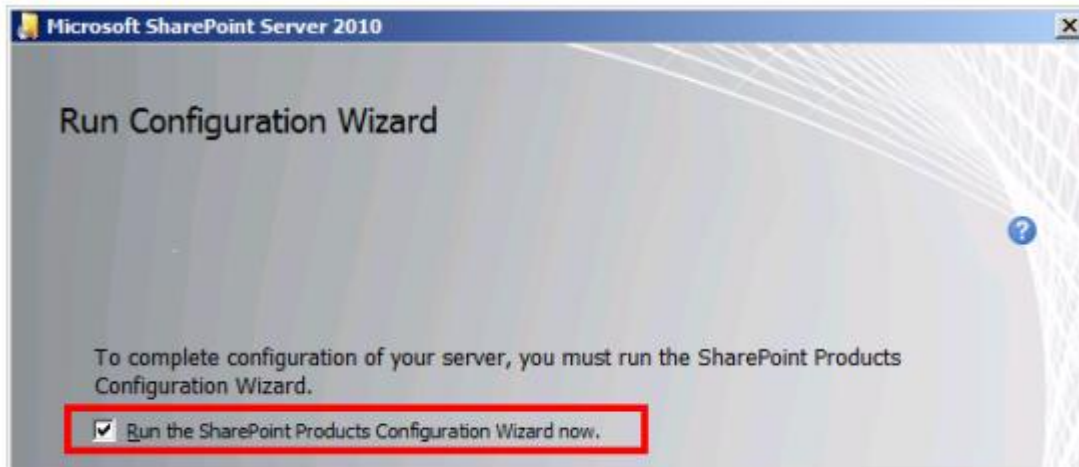 Microsoft SharePoint Server 2010
Run Configuration Wizard
?
To complete configuration of your server, you must run the SharePoint Products
Configuration Wizard.
Run the SharePoint Products Configuration Wizard now.